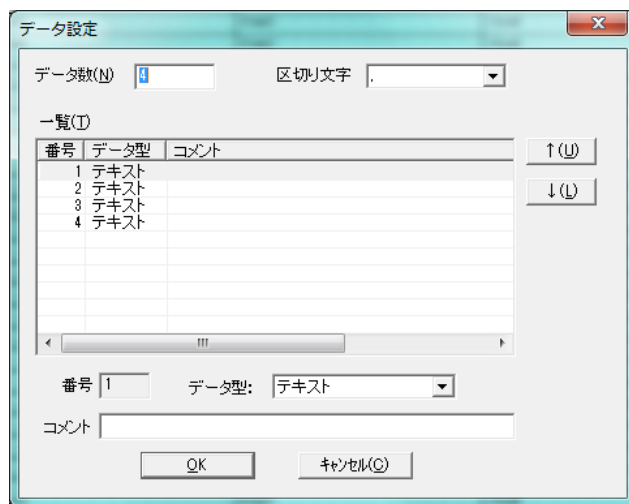 データ設定
データ数(N) 4 区切り文字 ,
一覧(T)
番号 データ型 コメント
1 テキスト
2 テキスト
3 テキスト
4 テキスト
↑(U)
↓(L)
番号 1 データ型: テキスト
コメント
OK キャンセル(C)